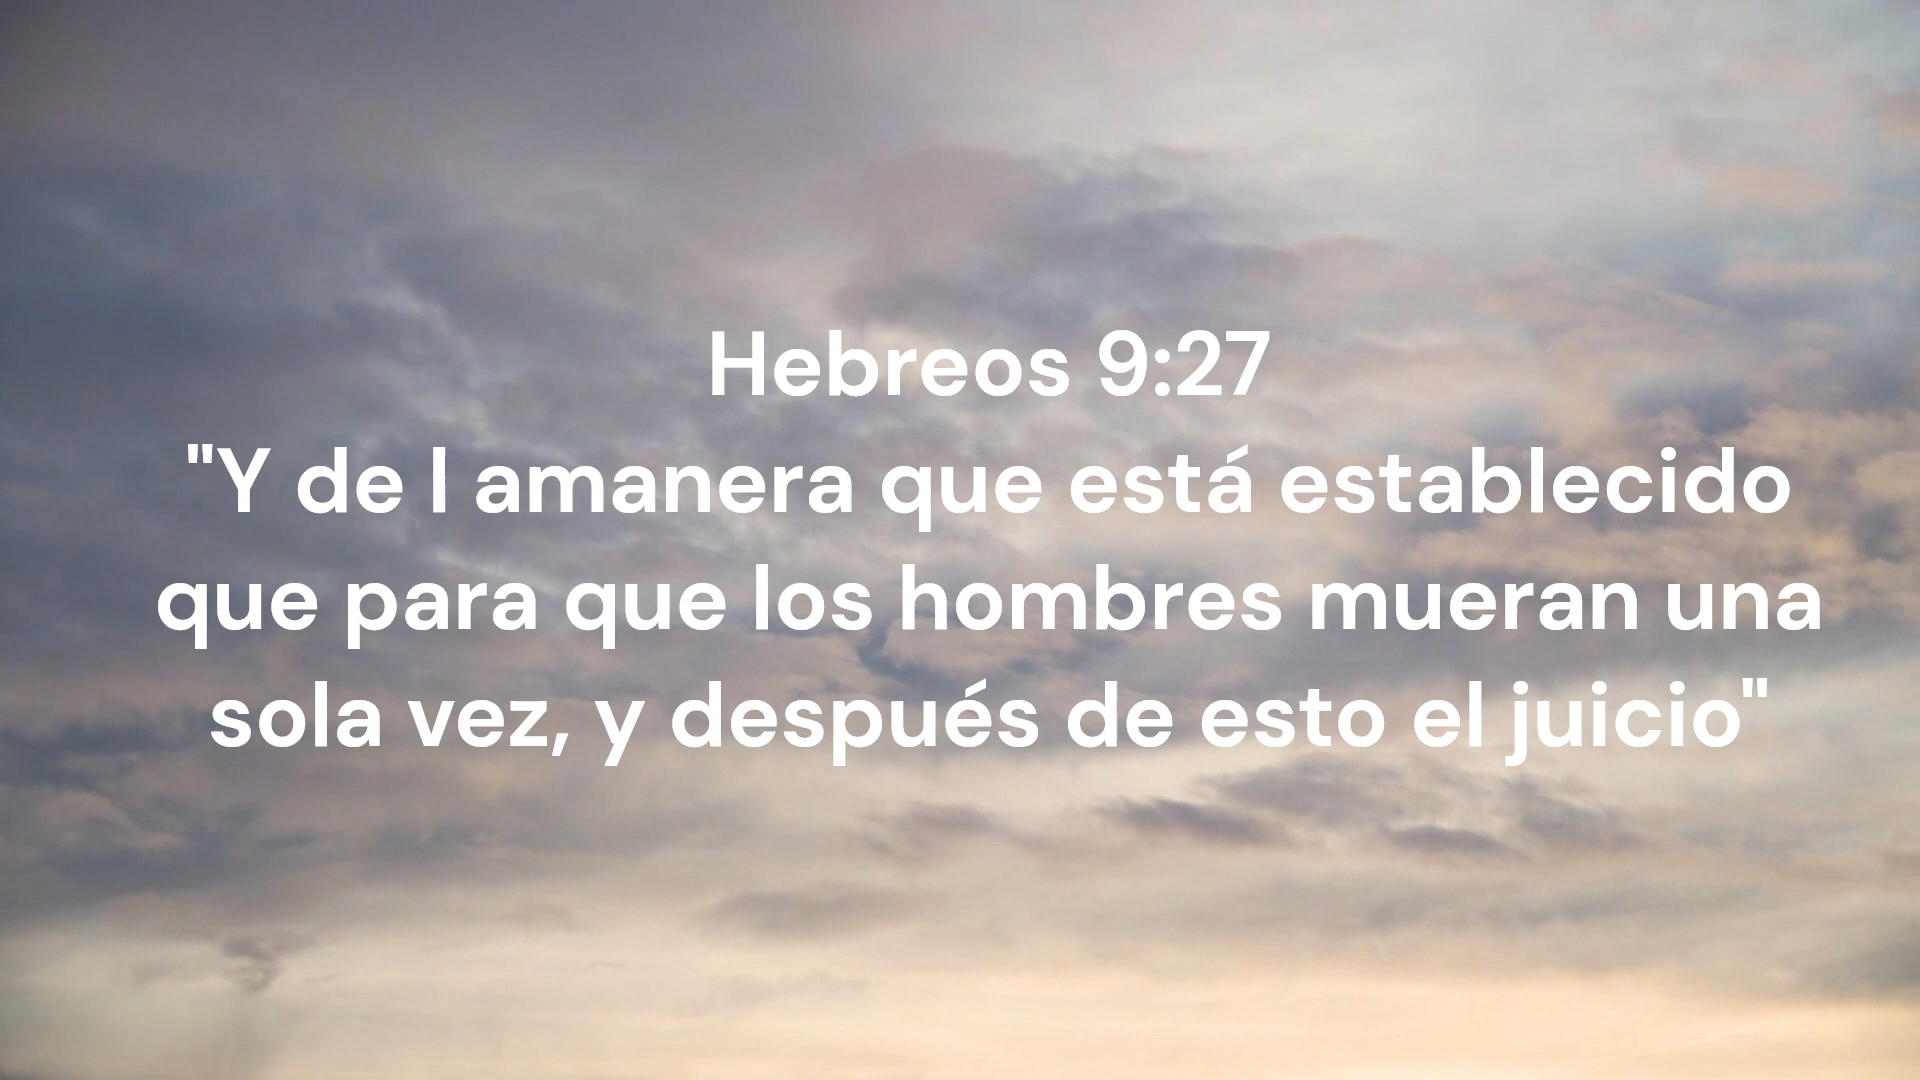 Hebreos 9:27
"Y de l amanera que está establecido
que para que los hombres mueran una
sola vez, y después de esto el juicio"